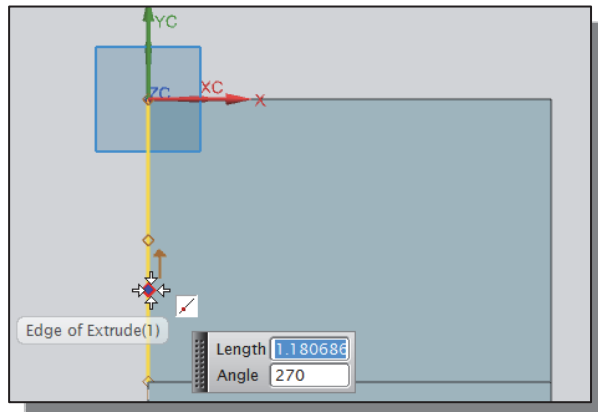 YC
ZC XC X
Edge of Extrude(1)
Length 1.180686
Angle 270